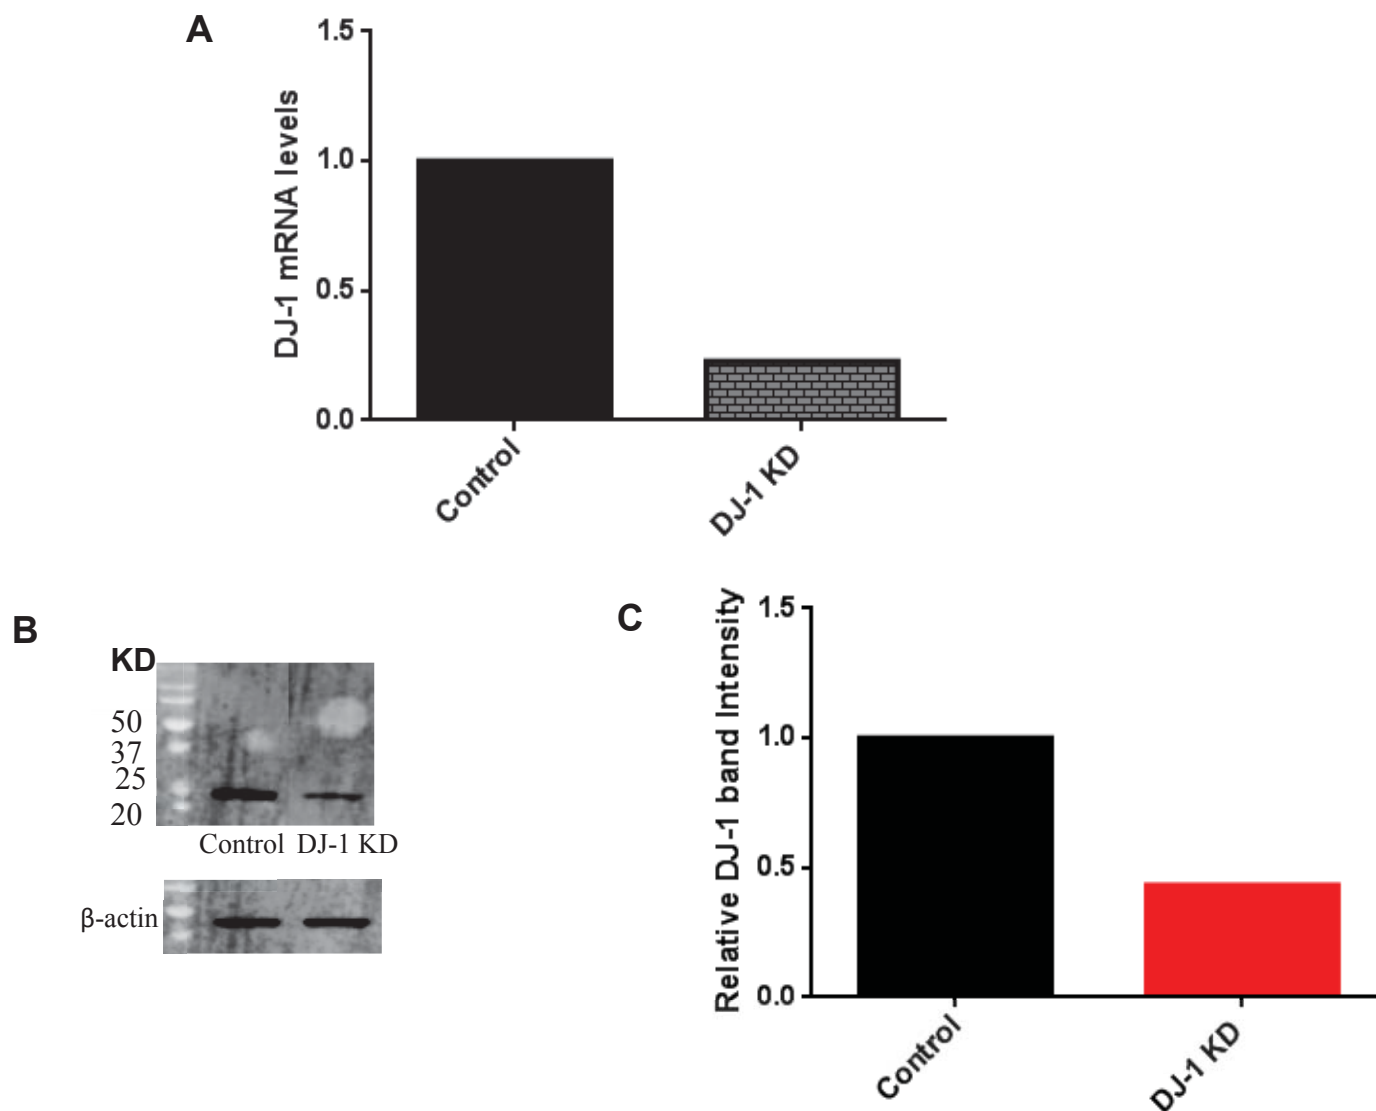 A
DJ-1 mRNA levels
1.5
1.0
0.5
0.0
Control
DJ-1 KD
B
KD
50
37
25
20
Control DJ-1 KD
β-actin
C
Relative DJ-1 band Intensity
1.5
1.0
0.5
0.0
Control
DJ-1 KD